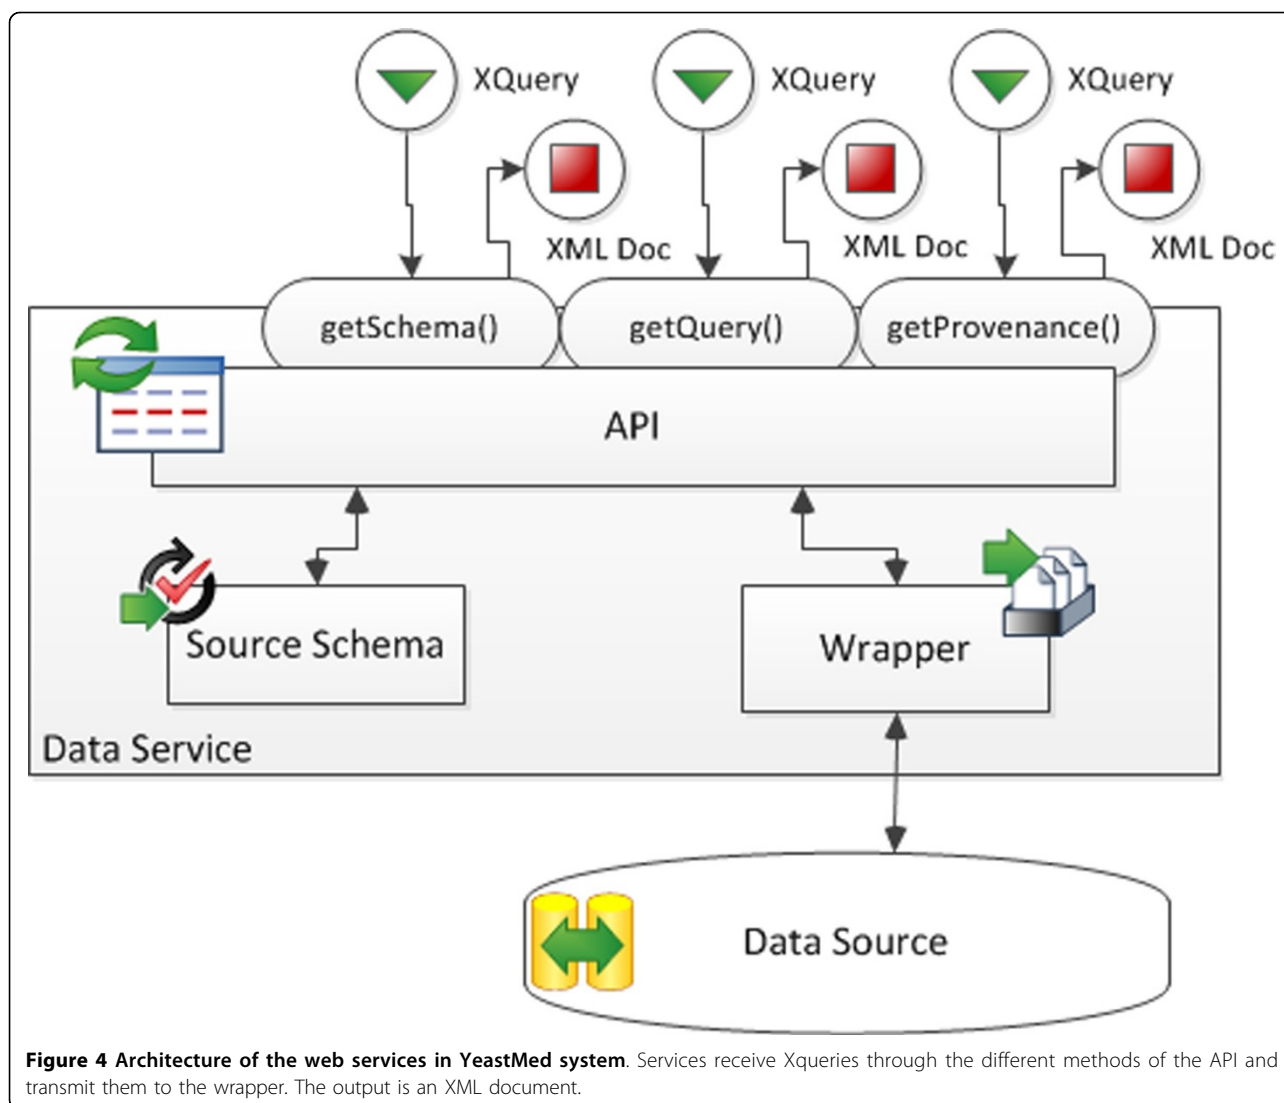 XQuery
XQuery
XQuery
XML Doc
XML Doc
XML Doc
getSchema()
getQuery()
getProvenance()
API
Source Schema
Wrapper
Data Service
Data Source
Figure 4 Architecture of the web services in YeastMed system. Services receive Xqueries through the different methods of the API and
transmit them to the wrapper. The output is an XML document.